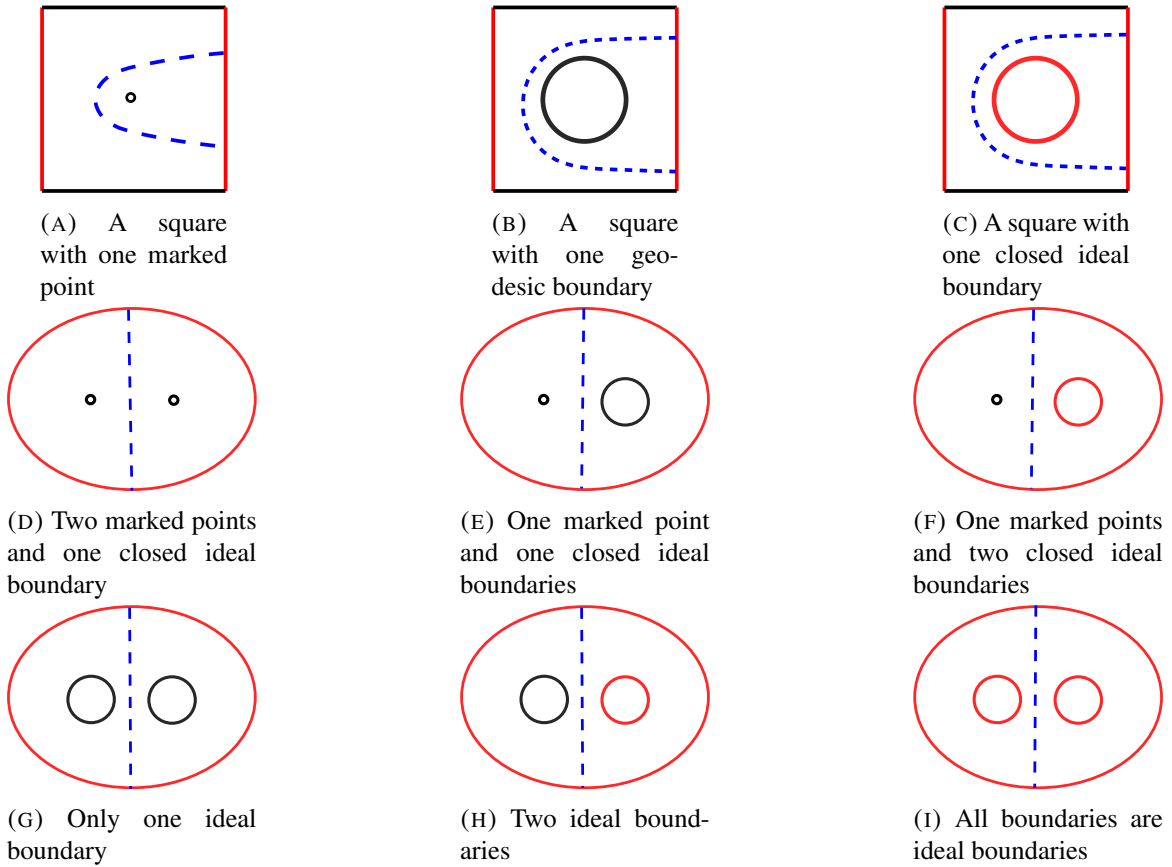 (A) A square
with one marked
point
(B) A square
with one geo-
desic boundary
(C) A square with
one closed ideal
boundary
(D) Two marked points
and one closed ideal
boundary
(E) One marked point
and one closed ideal
boundaries
(F) One marked points
and two closed ideal
boundaries
(G) Only one ideal
boundary
(H) Two ideal bound-
aries
(I) All boundaries are
ideal boundaries